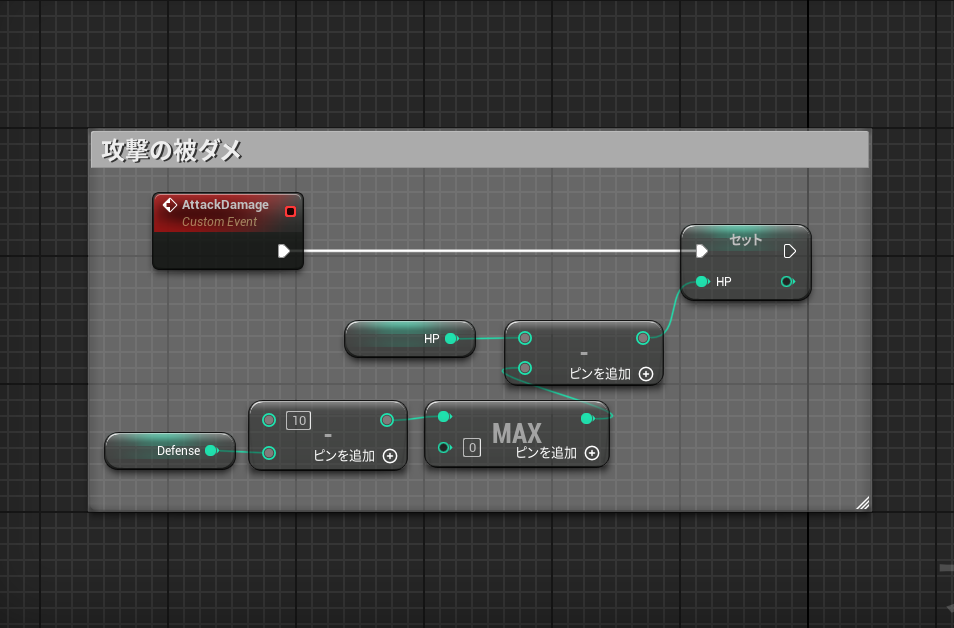 攻撃の被ダメ
AttackDamage
Custom Event
セット
HP
HP
-
ピンを追加
10
-
ピンを追加
Defense
MAX
0
ピンを追加